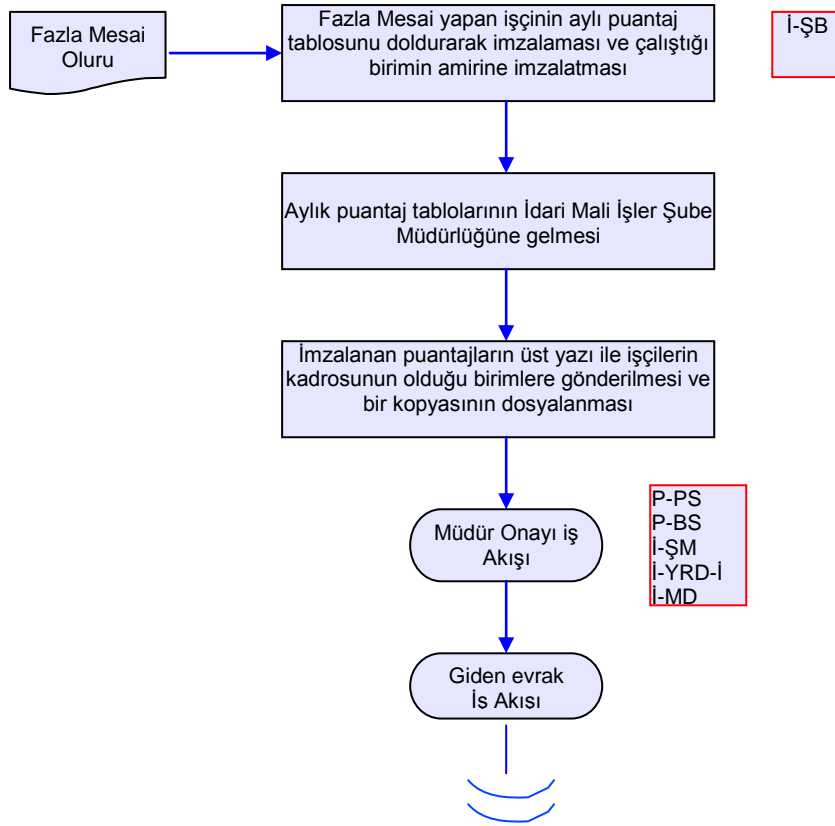 Fazla Mesai
Oluru
Fazla Mesai yapan işçinin aylı puantaj
tablosunu doldurarak imzalaması ve çalıştığı
birimin amirine imzalatması
İ-ŞB
Aylık puantaj tablolarının İdari Mali İşler Şube
Müdürlüğüne gelmesi
İmzalanan puantajların üst yazı ile işçilerin
kadrosunun olduğu birimlere gönderilmesi ve
bir kopyasının dosyalanması
Müdür Onayı iş
Akışı
P-PS
P-BS
İ-ŞM
İ-YRD-İ
İ-MD
Giden evrak
İş Akışı